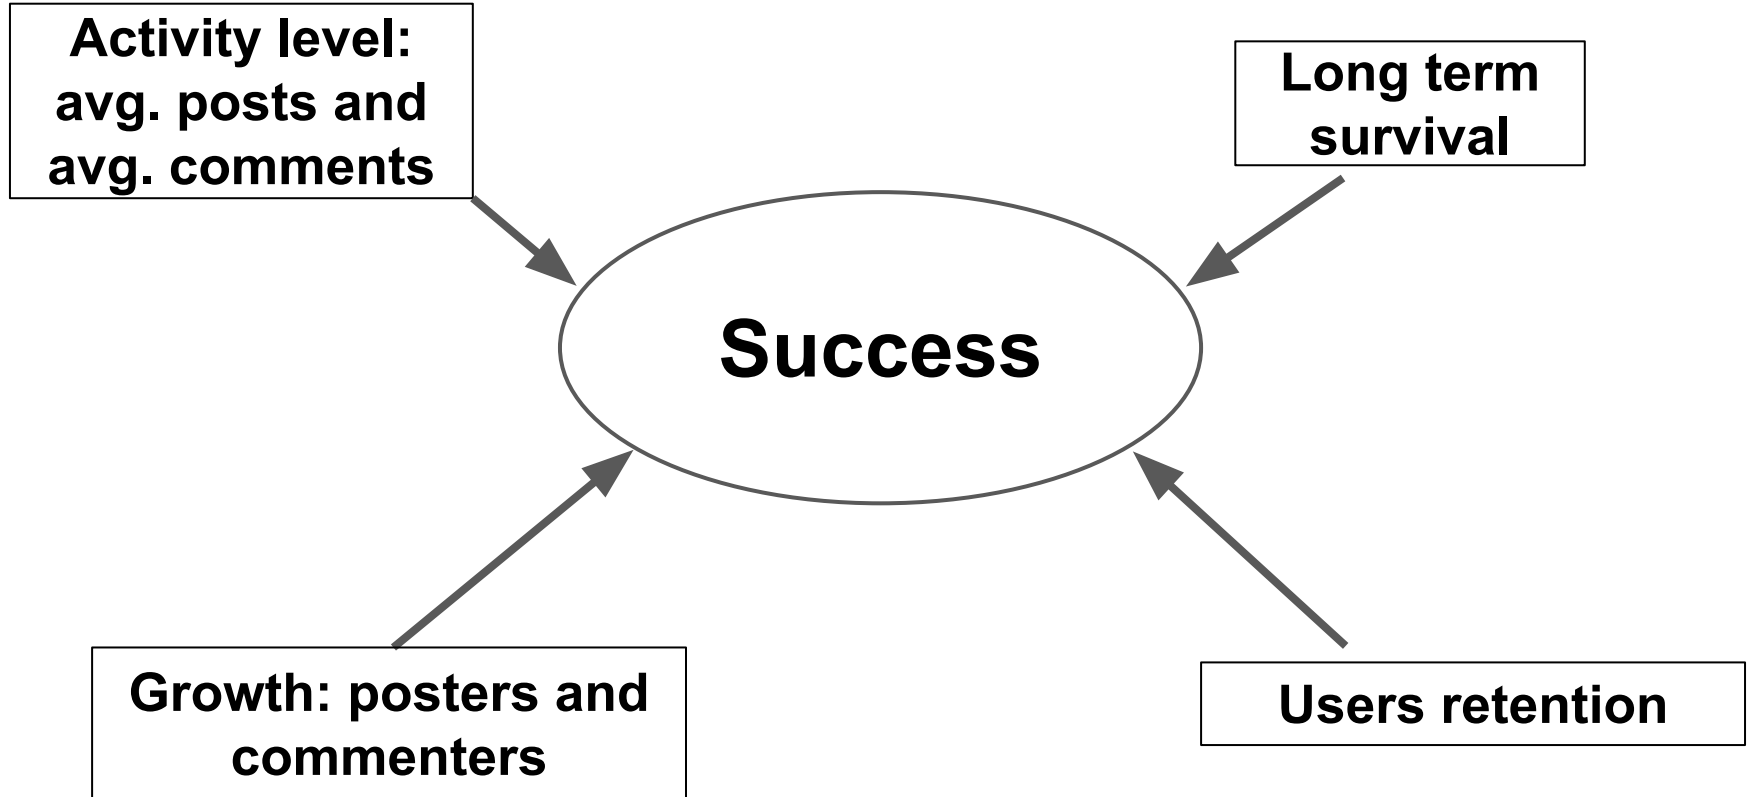 Activity level:
avg. posts and
avg. comments
Long term
survival
Success
Growth: posters and
commenters
Users retention